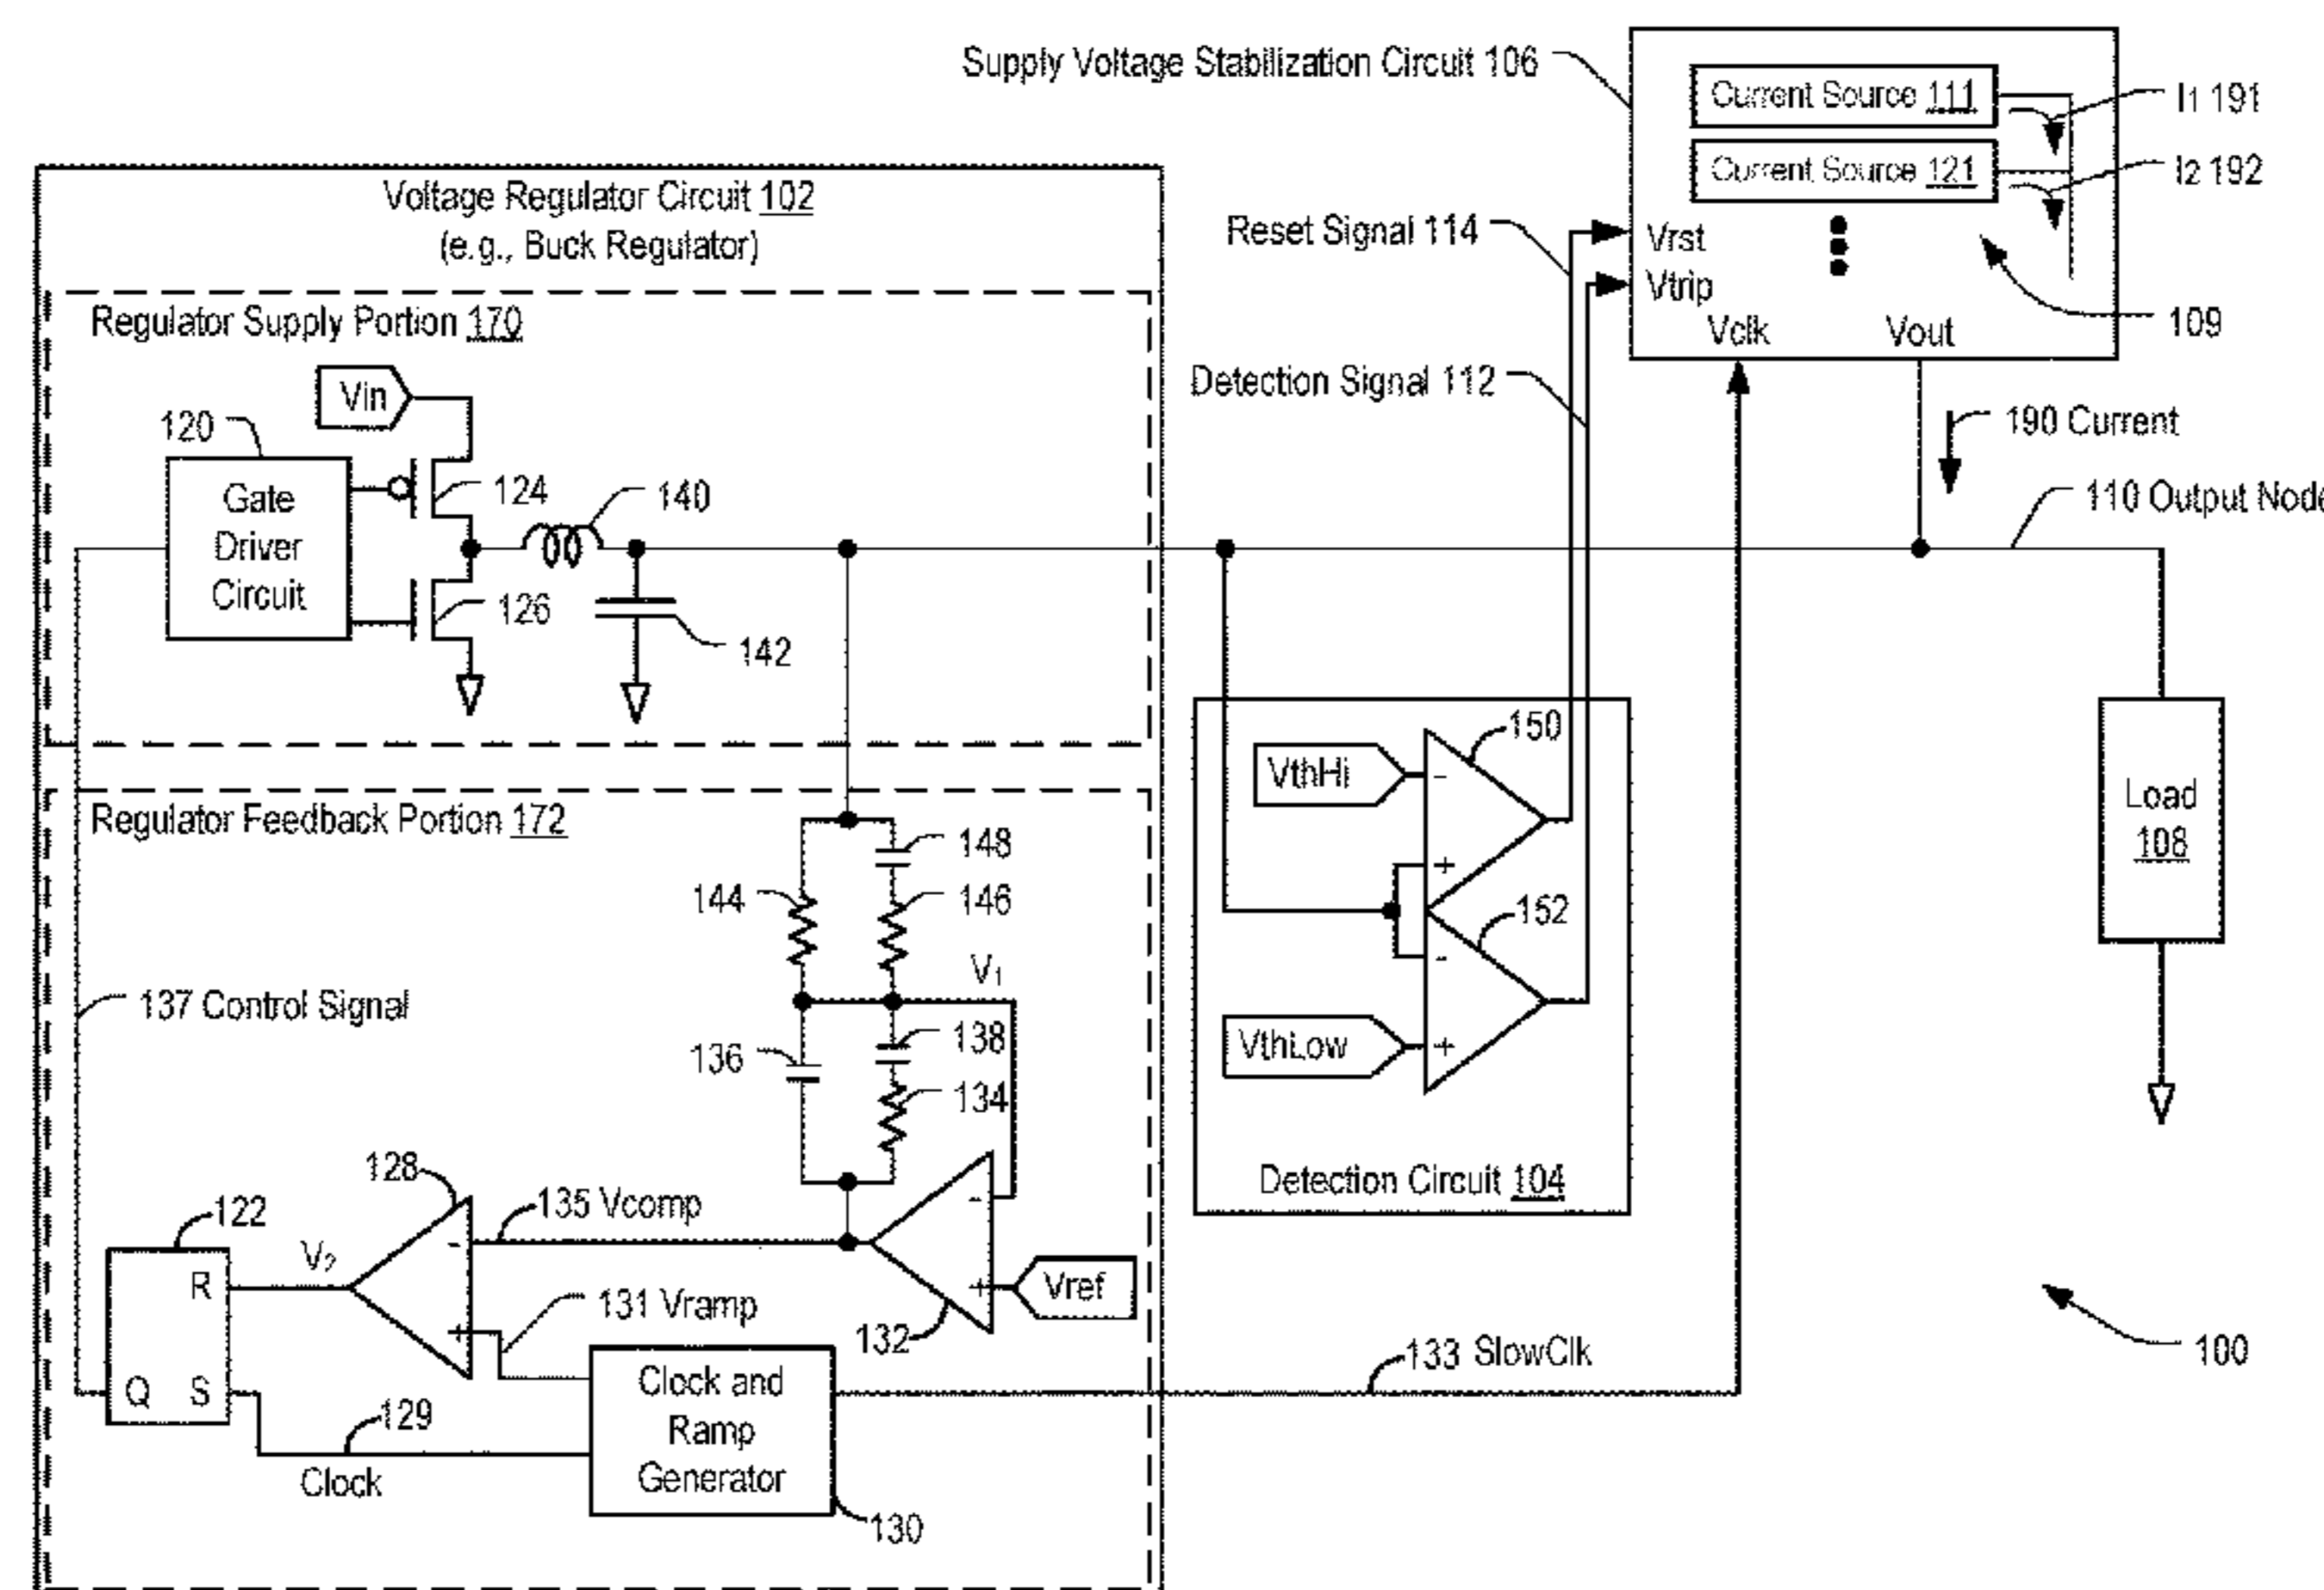 Supply Voltage Stabilization Circuit 106
Current Source 111
I1 191
Current Source 121
I2 192
Voltage Regulator Circuit 102
(e.g., Buck Regulator)
Reset Signal 114
Vrst
Vtrip
109
Vclk
Vout
Regulator Supply Portion 170
Detection Signal 112
Vin
120
190 Current
Gate
Driver
Circuit
124
140
110 Output Node
126
142
150
VthHi
-
+
Load
108
Regulator Feedback Portion 172
148
144
146
152
V1
-
137 Control Signal
138
136
VthLow
+
134
128
Detection Circuit 104
122
135 Vcomp
-
-
V2
R
131 Vramp
+
Vref
+
132
133 SlowClk
100
Q
S
Clock and
Ramp
Generator
129
Clock
130